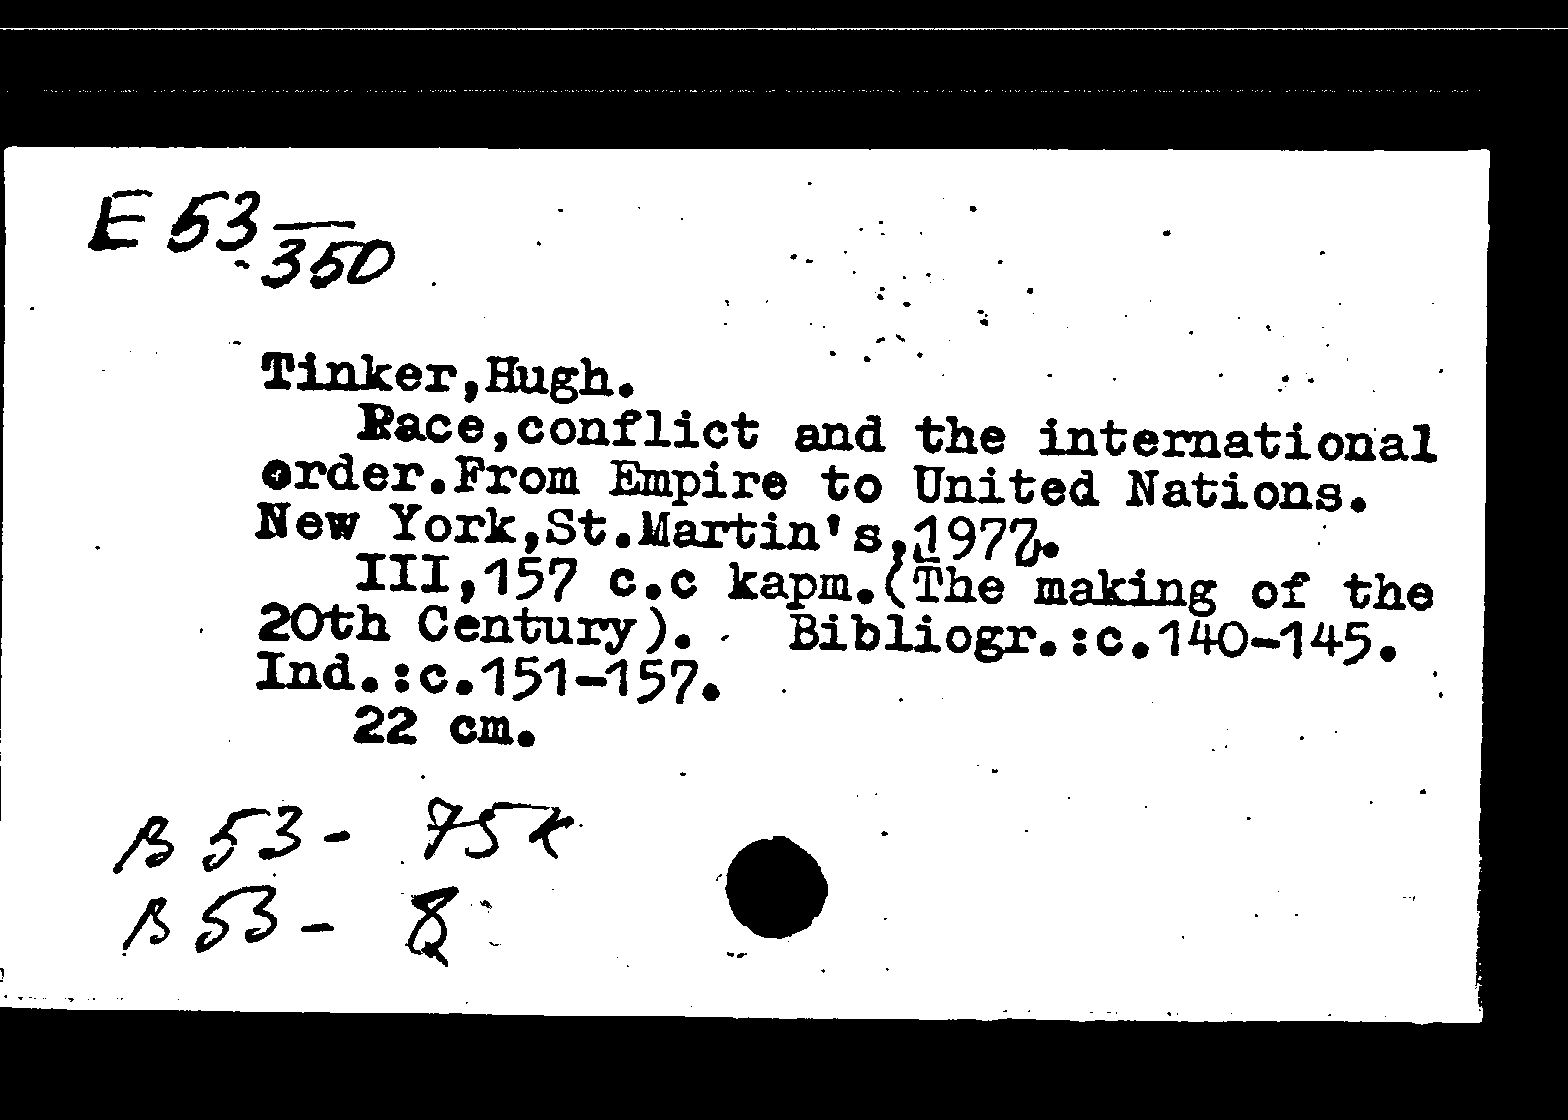 E 53
350
Tinker,Hugh.
Race,conflict and the international
order.From Empire to United Nations.
New York,St.Martin's,1977.
III,157 c.c карт.(The making of the
20th Century). Bibliogr.:c.140-145.
Ind.:c.151-157.
22 cm.
В 53 - 75к
В 53 - 8